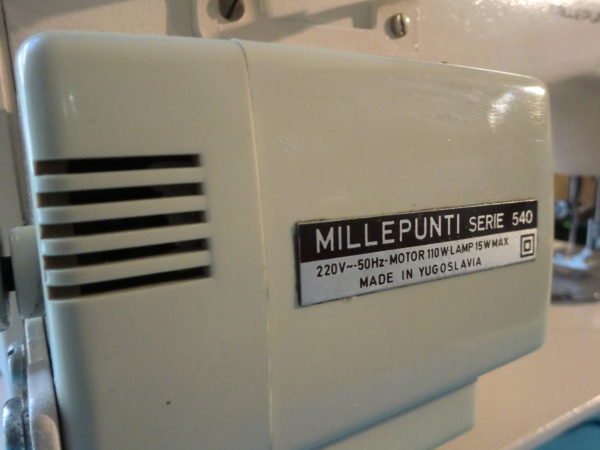 MILLEPUNTI SERIE 540
220V~-50Hz-MOTOR 110W-LAMP 15W MAX
MADE IN YUGOSLAVIA